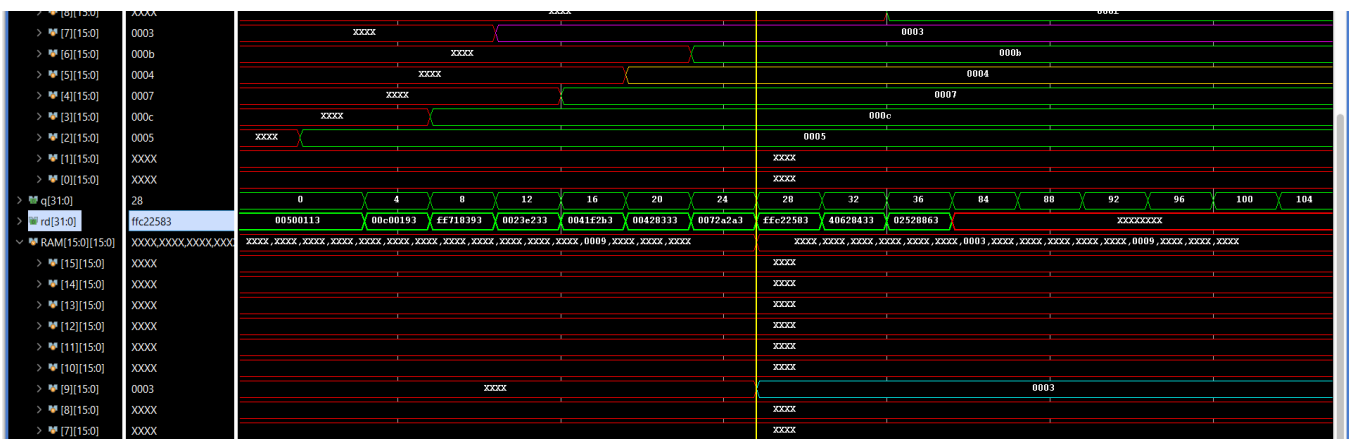 [8][15:0] XXXX XXXX
[7][15:0] 0003 XXXX 0003
[6][15:0] 000b XXXX 000b
[5][15:0] 0004 XXXX 0004
[4][15:0] 0007 XXXX 0007
[3][15:0] 000c XXXX 000c
[2][15:0] 0005 XXXX 0005
[1][15:0] XXXX XXXX
[0][15:0] XXXX XXXX
q[31:0] 28 0 4 8 12 16 20 24 28 32 36 84 88 92 96 100 104
rd[31:0] ffc22583 00500113 00c00193 ff718393 0023e233 0041f2b3 00428333 0072a2a3 ffc22583 40628433 02528863 XXXXXXXX
RAM[15:0][15:0] XXXX,XXXX,XXXX,XXX XXXX,XXXX,XXXX,XXXX,XXXX,XXXX,XXXX,XXXX,XXXX,XXXX,XXXX,0009,XXXX,XXXX,XXXX XXXX,XXXX,XXXX,XXXX,XXXX,XXXX,0003,XXXX,XXXX,XXXX,XXXX,XXXX,0009,XXXX,XXXX,XXXX
[15][15:0] XXXX XXXX
[14][15:0] XXXX XXXX
[13][15:0] XXXX XXXX
[12][15:0] XXXX XXXX
[11][15:0] XXXX XXXX
[10][15:0] XXXX XXXX
[9][15:0] 0003 XXXX 0003
[8][15:0] XXXX XXXX
[7][15:0] XXXX XXXX